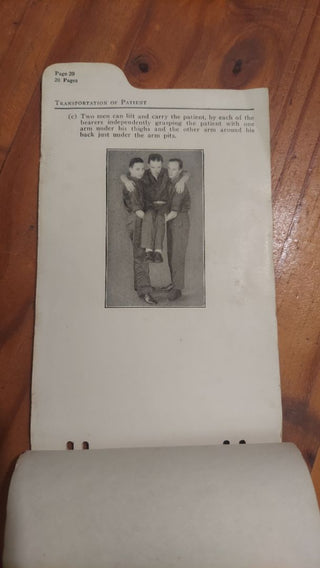 Page 20
20 Pages
TRANSPORTATION OF PATIENT
(c) Two men can lift and carry the patient, by each of the
bearers independently grasping the patient with one
arm under his thighs and the other arm around his
back just under the arm pits.